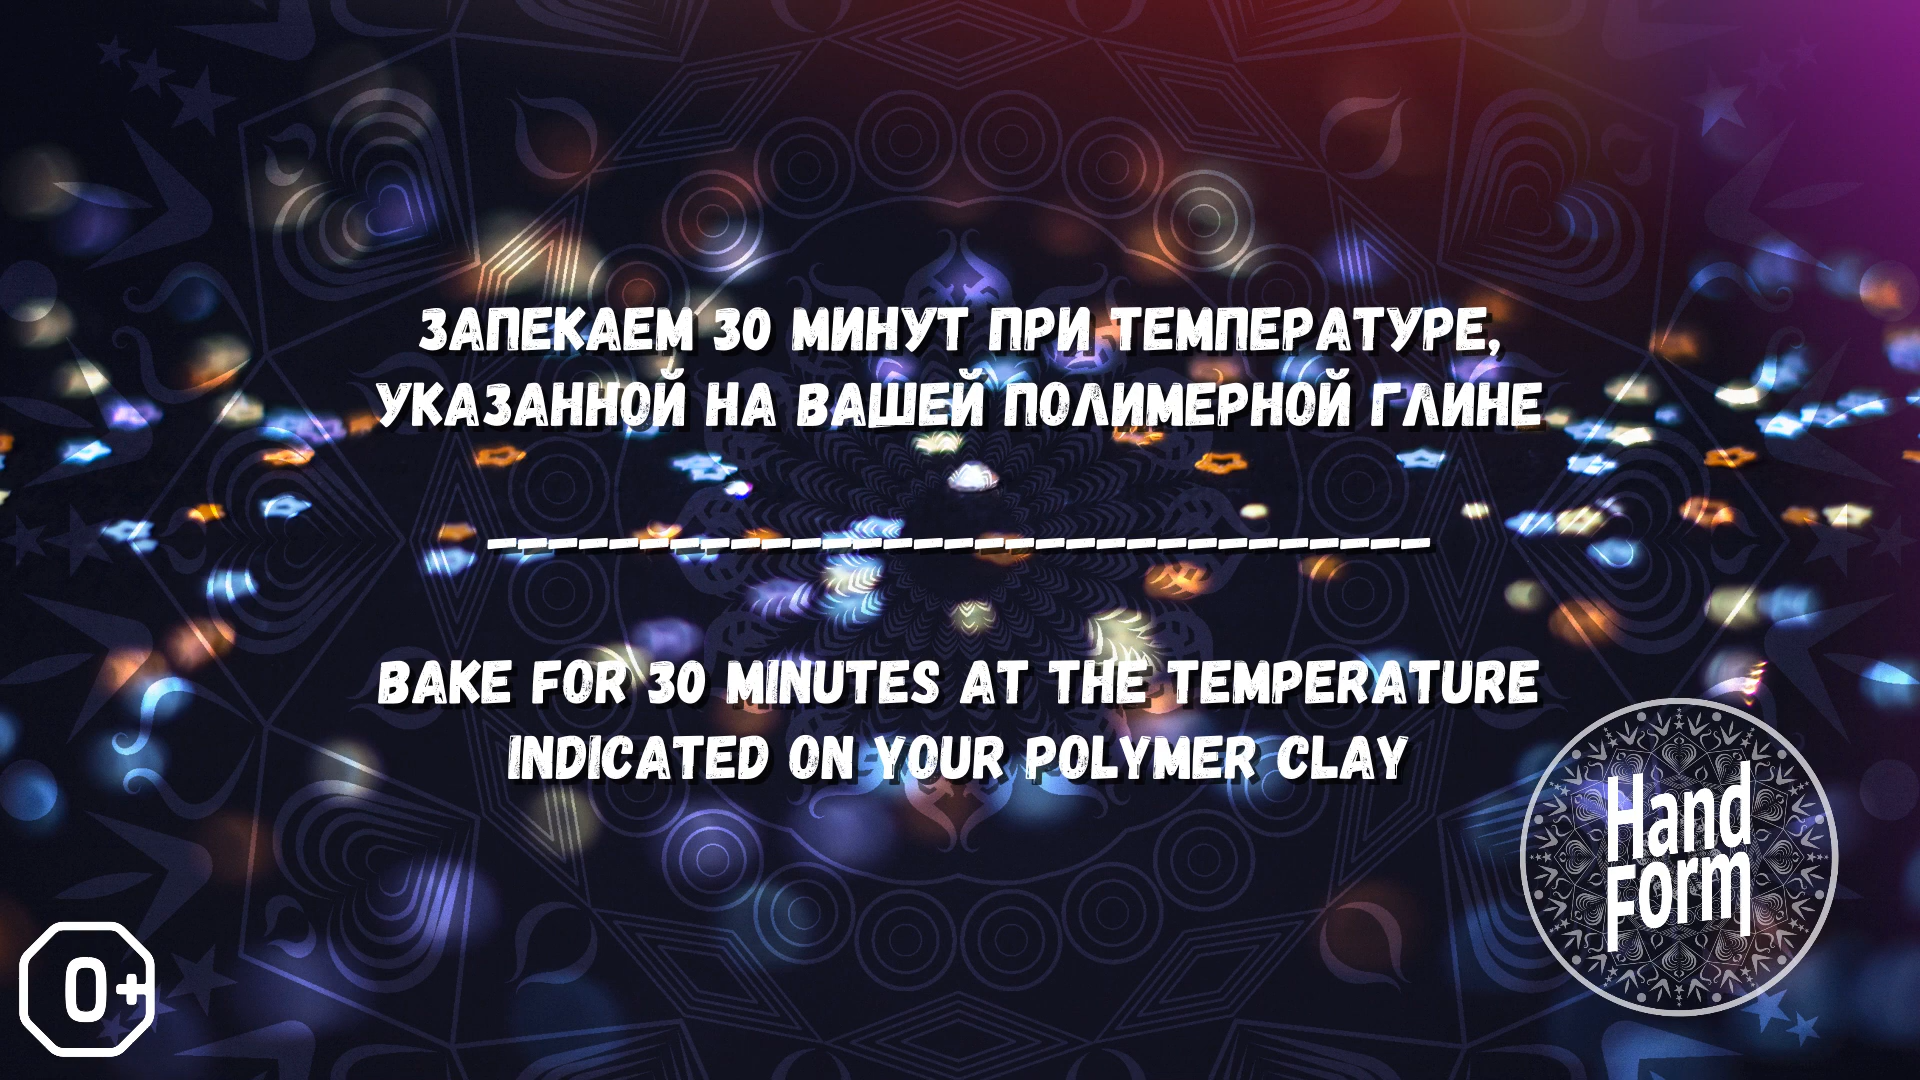 ЗАПЕКАЕМ 30 МИНУТ ПРИ ТЕМПЕРАТУРЕ,
УКАЗАННОЙ НА ВАШЕЙ ПОЛИМЕРНОЙ ГЛИНЕ
_______________________________
BAKE FOR 30 MINUTES AT THE TEMPERATURE
INDICATED ON YOUR POLYMER CLAY
Hand
Form
0+